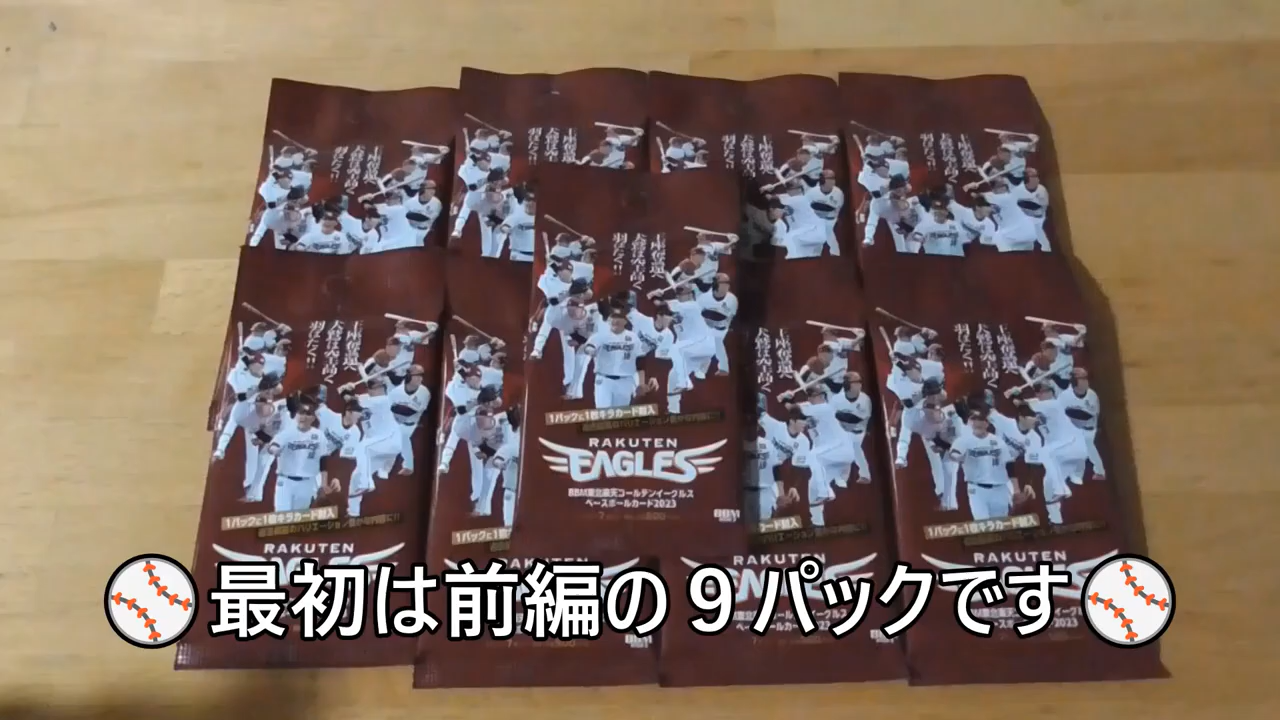 王座奪還へ
大鷲は空高く
羽ばたく!!
1パックに1枚キラカード封入
RAKUTEN
EAGLES
BBM東北楽天ゴールデンイーグルス
ベースボールカード2023
BBM
最初は前編の9パックです